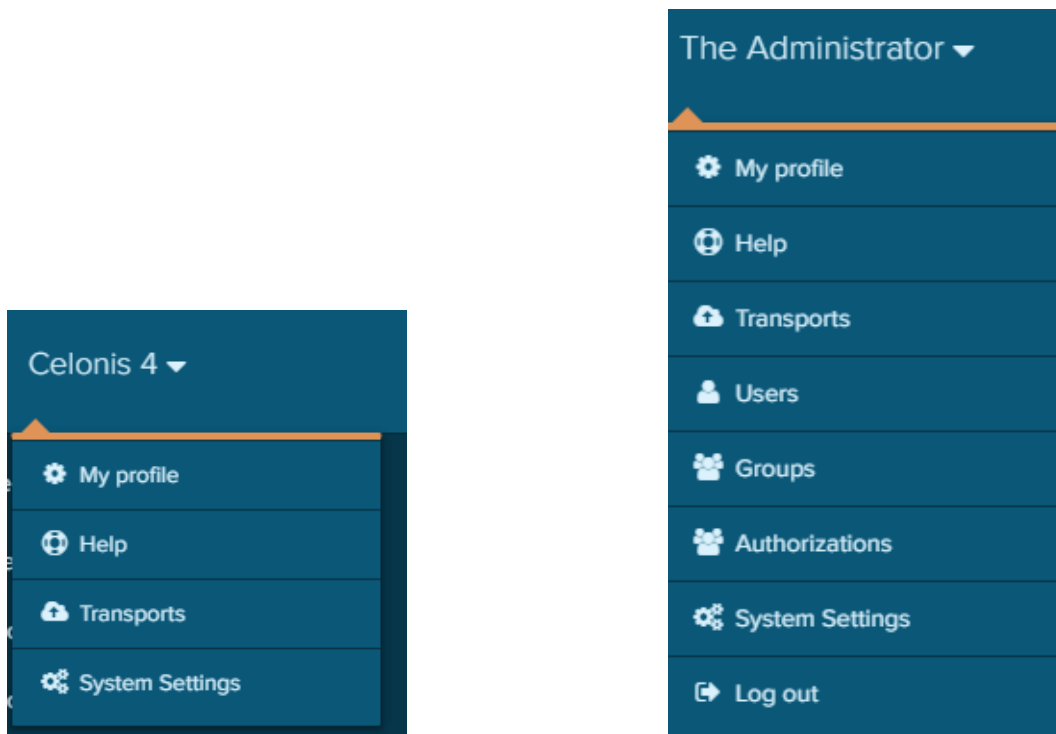 Celonis 4
My profile
Help
Transports
System Settings
The Administrator
My profile
Help
Transports
Users
Groups
Authorizations
System Settings
Log out